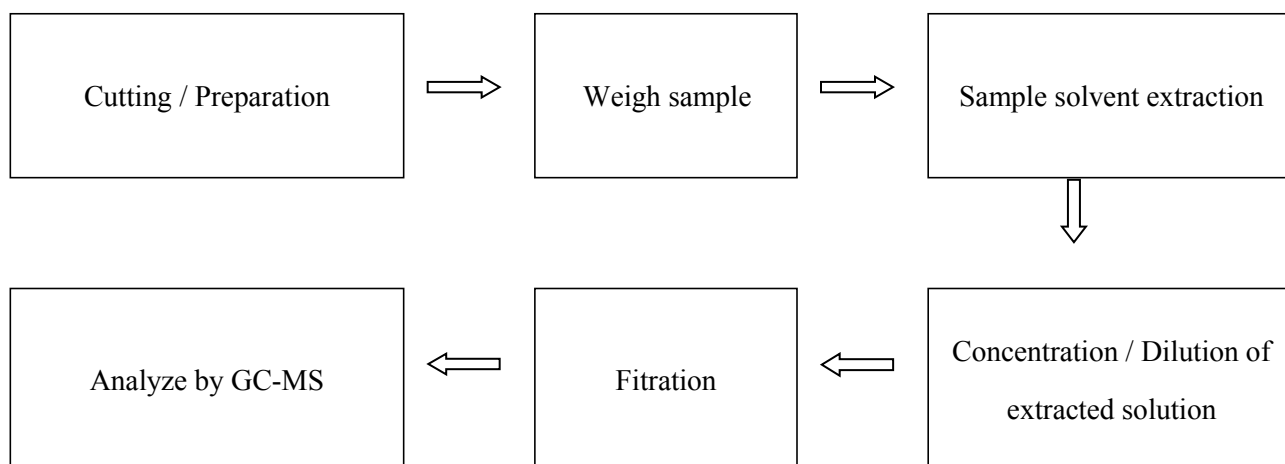 Cutting / Preparation
Weigh sample
Sample solvent extraction
Concentration / Dilution of
extracted solution
Fitration
Analyze by GC-MS